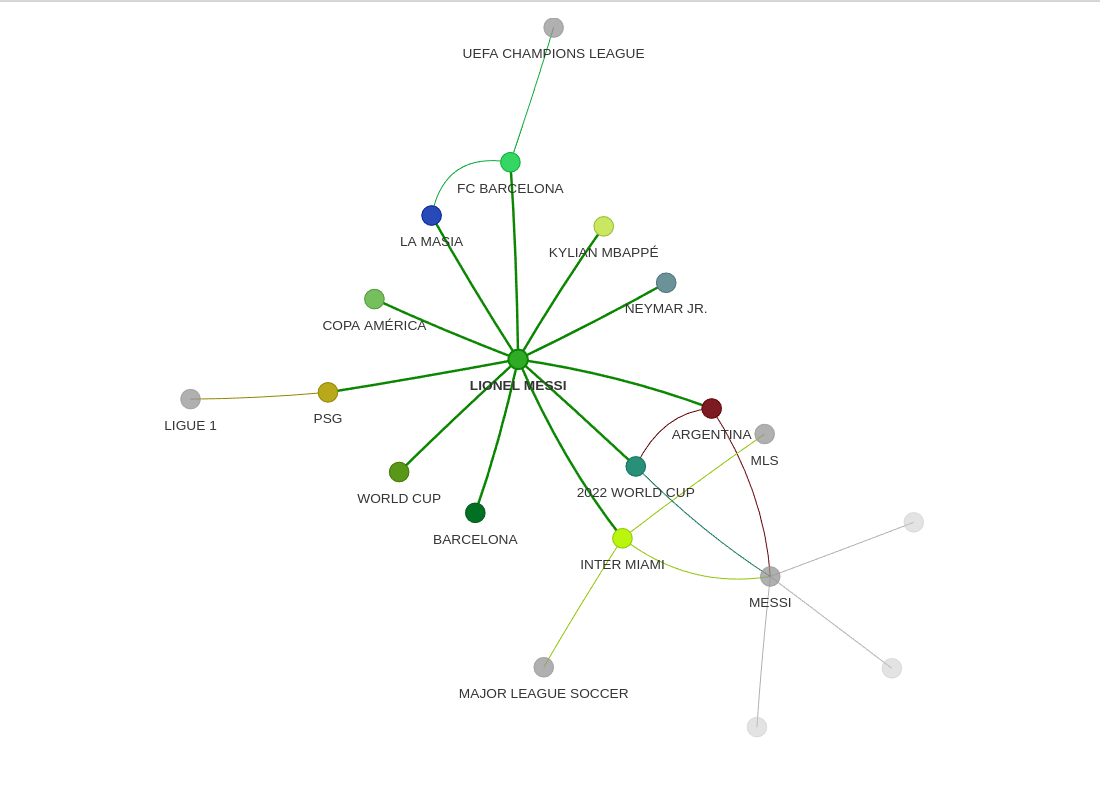 UEFA CHAMPIONS LEAGUE
FC BARCELONA
LA MASIA
KYLIAN MBAPPÉ
NEYMAR JR.
COPA AMÉRICA
LIONEL MESSI
PSG
LIGUE 1
ARGENTINA
MLS
2022 WORLD CUP
WORLD CUP
BARCELONA
INTER MIAMI
MESSI
MAJOR LEAGUE SOCCER